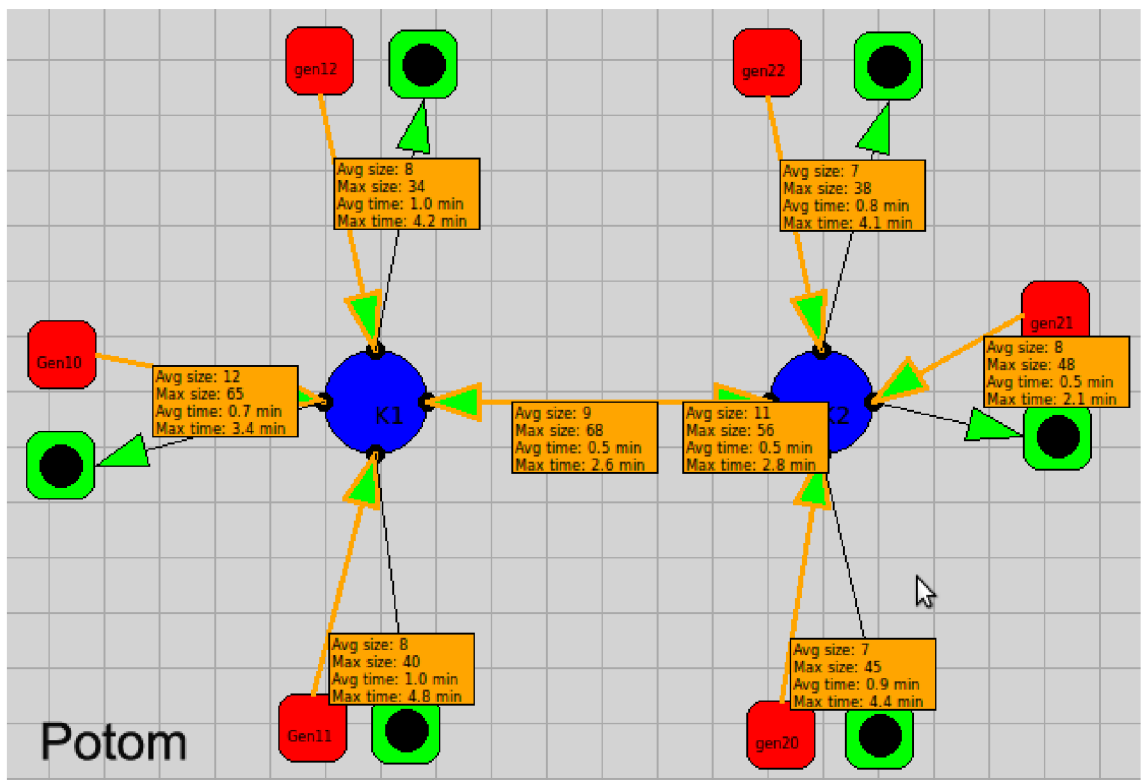 gen12
gen22
Avg size: 8
Max size: 34
Avg time: 1.0 min
Max time: 4.2 min
Avg size: 7
Max size: 38
Avg time: 0.8 min
Max time: 4.1 min
gen21
Gen10
Avg size: 8
Max size: 48
Avg time: 0.5 min
Max time: 2.1 min
Avg size: 12
Max size: 65
Avg time: 0.7 min
Max time: 3.4 min
K1
Avg size: 9
Max size: 68
Avg time: 0.5 min
Max time: 2.6 min
Avg size: 11
Max size: 56
Avg time: 0.5 min
Max time: 2.8 min
Avg size: 8
Max size: 40
Avg time: 1.0 min
Max time: 4.8 min
Avg size: 7
Max size: 45
Avg time: 0.9 min
Max time: 4.4 min
Gen11
gen20
Potom